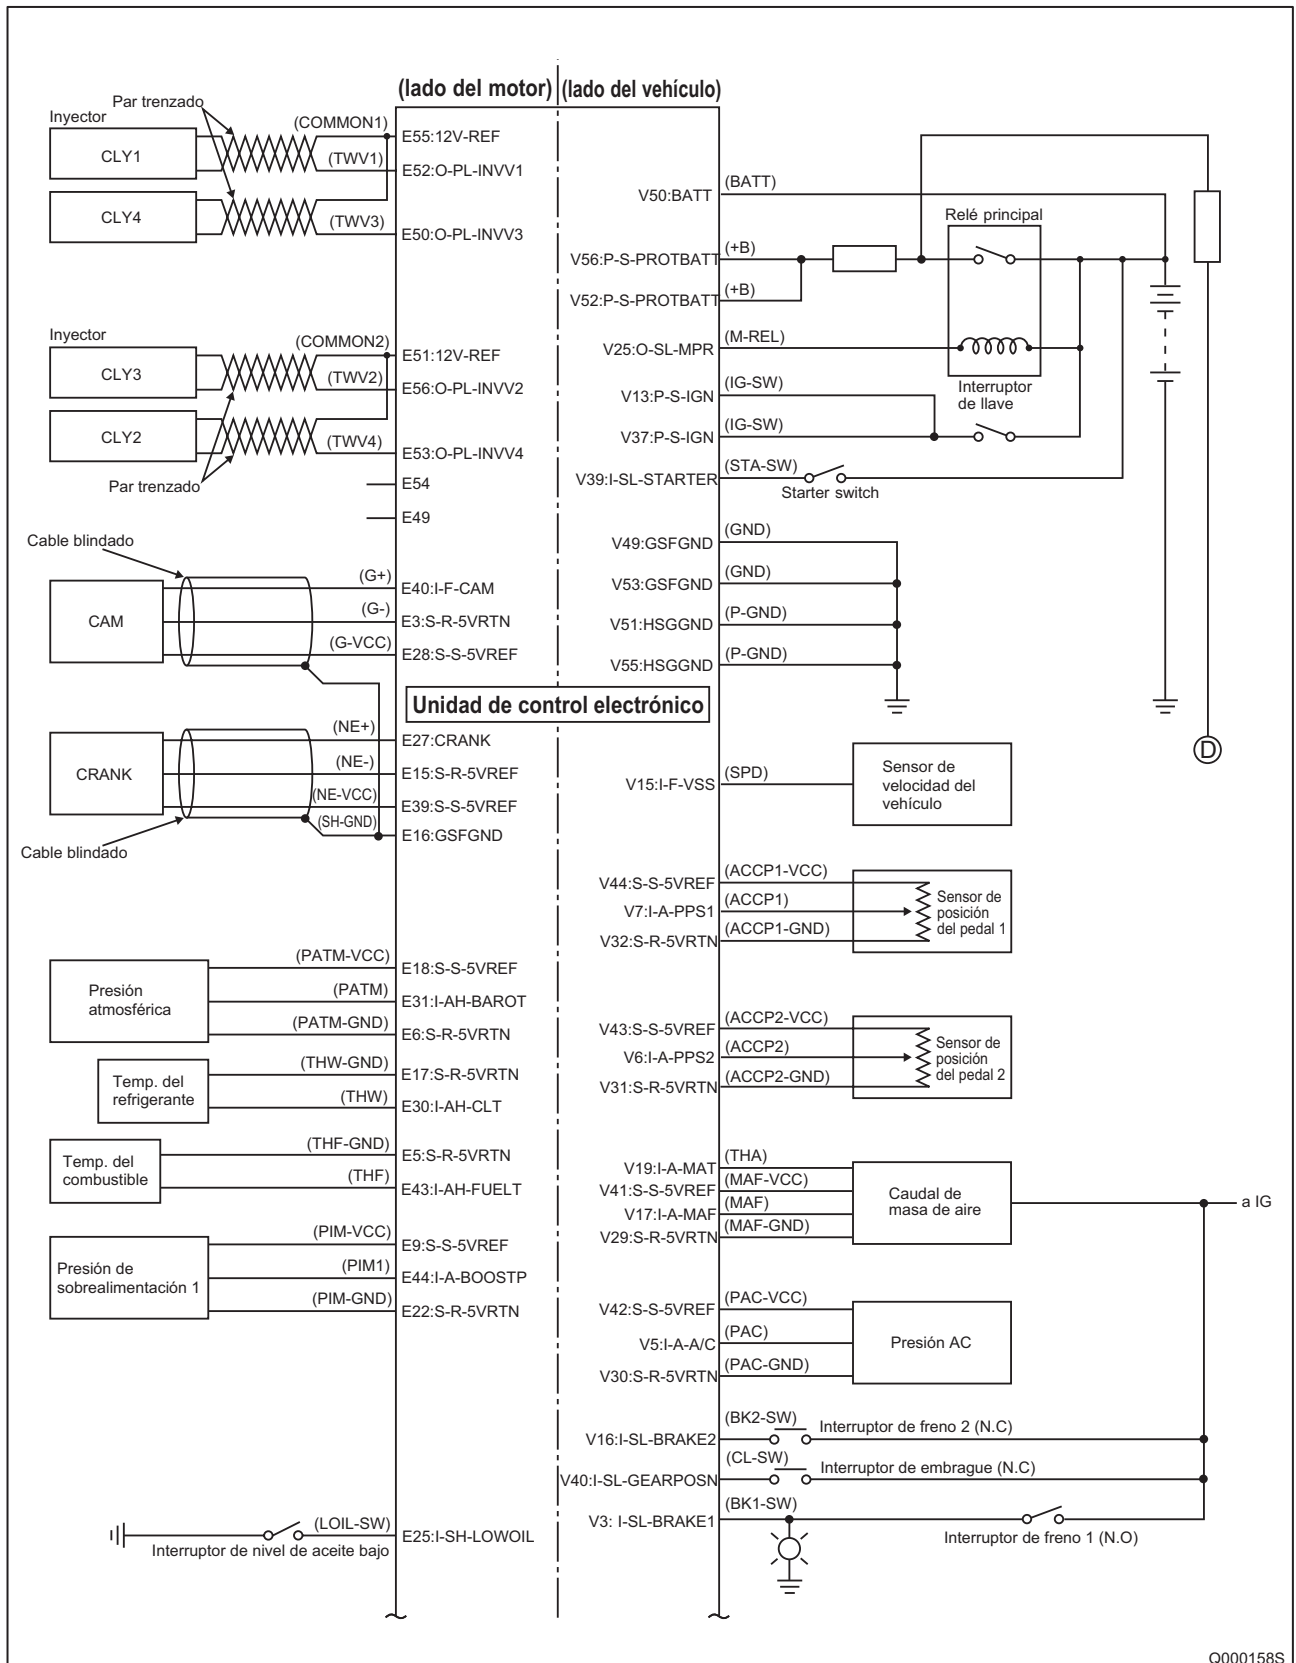 (lado del motor)
(lado del vehículo)
Par trenzado
Inyector
CLY1
(COMMON1)
E55:12V-REF
(TWV1)
E52:O-PL-INVV1
CLY4
(TWV3)
E50:O-PL-INVV3
Inyector
CLY3
(COMMON2)
E51:12V-REF
(TWV2)
E56:O-PL-INVV2
CLY2
(TWV4)
E53:O-PL-INVV4
Par trenzado
E54
E49
Cable blindado
CAM
(G+)
E40:I-F-CAM
(G-)
E3:S-R-5VRTN
(G-VCC)
E28:S-S-5VREF
Unidad de control electrónico
CRANK
(NE+)
E27:CRANK
(NE-)
E15:S-R-5VREF
(NE-VCC)
E39:S-S-5VREF
(SH-GND)
E16:GSFGND
Cable blindado
Presión
atmosférica
(PATM-VCC)
E18:S-S-5VREF
(PATM)
E31:I-AH-BAROT
(PATM-GND)
E6:S-R-5VRTN
Temp. del
refrigerante
(THW-GND)
E17:S-R-5VRTN
(THW)
E30:I-AH-CLT
Temp. del
combustible
(THF-GND)
E5:S-R-5VRTN
(THF)
E43:I-AH-FUELT
Presión de
sobrealimentación 1
(PIM-VCC)
E9:S-S-5VREF
(PIM1)
E44:I-A-BOOSTP
(PIM-GND)
E22:S-R-5VRTN
(LOIL-SW)
E25:I-SH-LOWOIL
Interruptor de nivel de aceite bajo
V50:BATT
(BATT)
Relé principal
V56:P-S-PROTBATT
(+B)
V52:P-S-PROTBATT
(+B)
V25:O-SL-MPR
(M-REL)
Interruptor
de llave
V13:P-S-IGN
(IG-SW)
V37:P-S-IGN
(IG-SW)
V39:I-SL-STARTER
(STA-SW)
Starter switch
V49:GSFGND
(GND)
V53:GSFGND
(GND)
V51:HSGGND
(P-GND)
V55:HSGGND
(P-GND)
D
V15:I-F-VSS
(SPD)
Sensor de
velocidad del
vehículo
V44:S-S-5VREF
(ACCP1-VCC)
V7:I-A-PPS1
(ACCP1)
V32:S-R-5VRTN
(ACCP1-GND)
Sensor de
posición
del pedal 1
V43:S-S-5VREF
(ACCP2-VCC)
V6:I-A-PPS2
(ACCP2)
V31:S-R-5VRTN
(ACCP2-GND)
Sensor de
posición
del pedal 2
V19:I-A-MAT
(THA)
V41:S-S-5VREF
(MAF-VCC)
V17:I-A-MAF
(MAF)
V29:S-R-5VRTN
(MAF-GND)
Caudal de
masa de aire
a IG
V42:S-S-5VREF
(PAC-VCC)
V5:I-A-A/C
(PAC)
V30:S-R-5VRTN
(PAC-GND)
Presión AC
V16:I-SL-BRAKE2
(BK2-SW)
Interruptor de freno 2 (N.C)
V40:I-SL-GEARPOSN
(CL-SW)
Interruptor de embrague (N.C)
V3: I-SL-BRAKE1
(BK1-SW)
Interruptor de freno 1 (N.O)
Q000158S